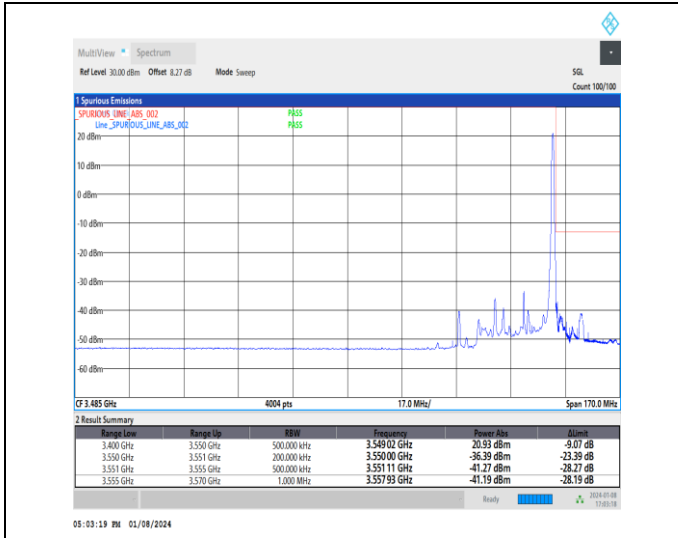 MultiView Spectrum
Ref Level 30.00 dBm Offset 8.27 dB Mode Sweep SGL
Count 100/100
1 Spurious Emissions
SPURIOUS_LINE_ABS_002 PASS
Line _SPURIOUS_LINE_ABS_002 PASS
20 dBm
10 dBm
0 dBm
-10 dBm
-20 dBm
-30 dBm
-40 dBm
-50 dBm
-60 dBm
CF 3.485 GHz 4004 pts 17.0 MHz/ Span 170.0 MHz
2 Result Summary
Range Low Range Up RBW Frequency Power Abs ΔLimit
3.400 GHz 3.550 GHz 500.000 kHz 3.549 02 GHz 20.93 dBm -9.07 dB
3.550 GHz 3.551 GHz 200.000 kHz 3.550 00 GHz -36.39 dBm -23.39 dB
3.551 GHz 3.555 GHz 500.000 kHz 3.551 11 GHz -41.27 dBm -28.27 dB
3.555 GHz 3.570 GHz 1.000 MHz 3.557 93 GHz -41.19 dBm -28.19 dB
Ready 2024-01-08
17:03:18
05:03:19 PM 01/08/2024